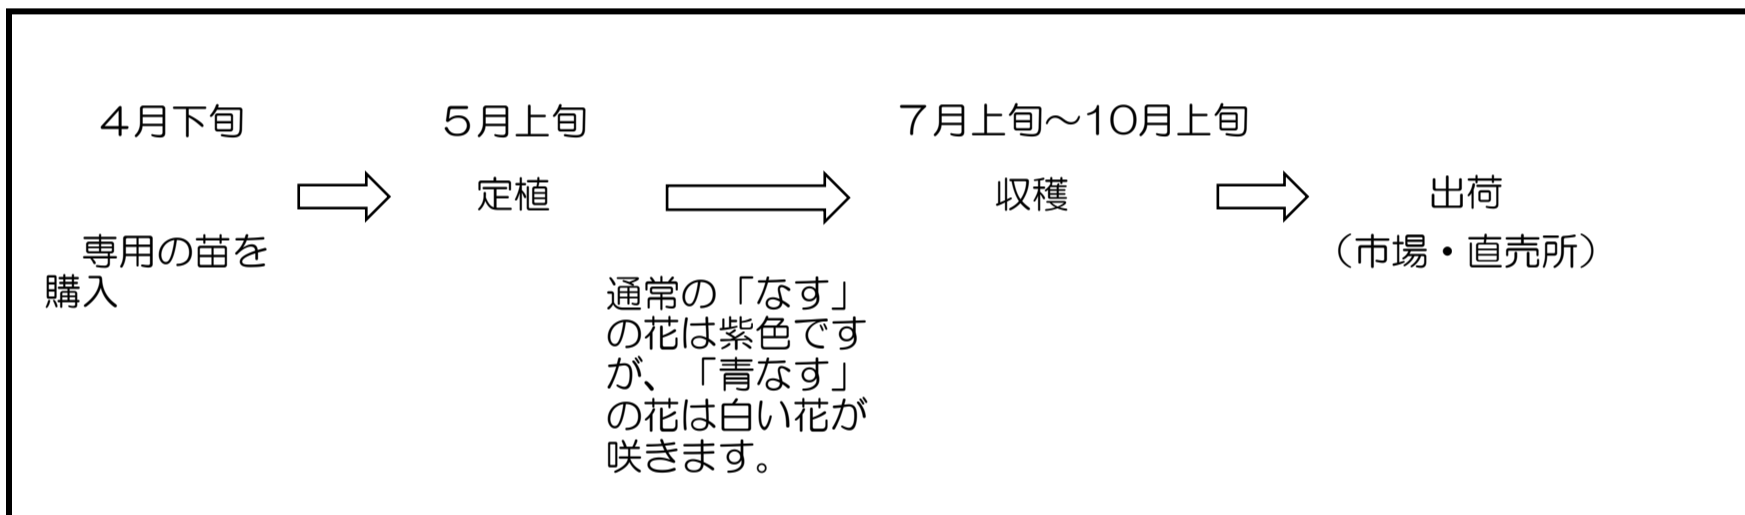 ４月下旬
５月上旬
７月上旬～10月上旬
定植
収穫
出荷
専用の苗を
購入
（市場・直売所）
通常の「なす」
の花は紫色です
が、「青なす」
の花は白い花が
咲きます。